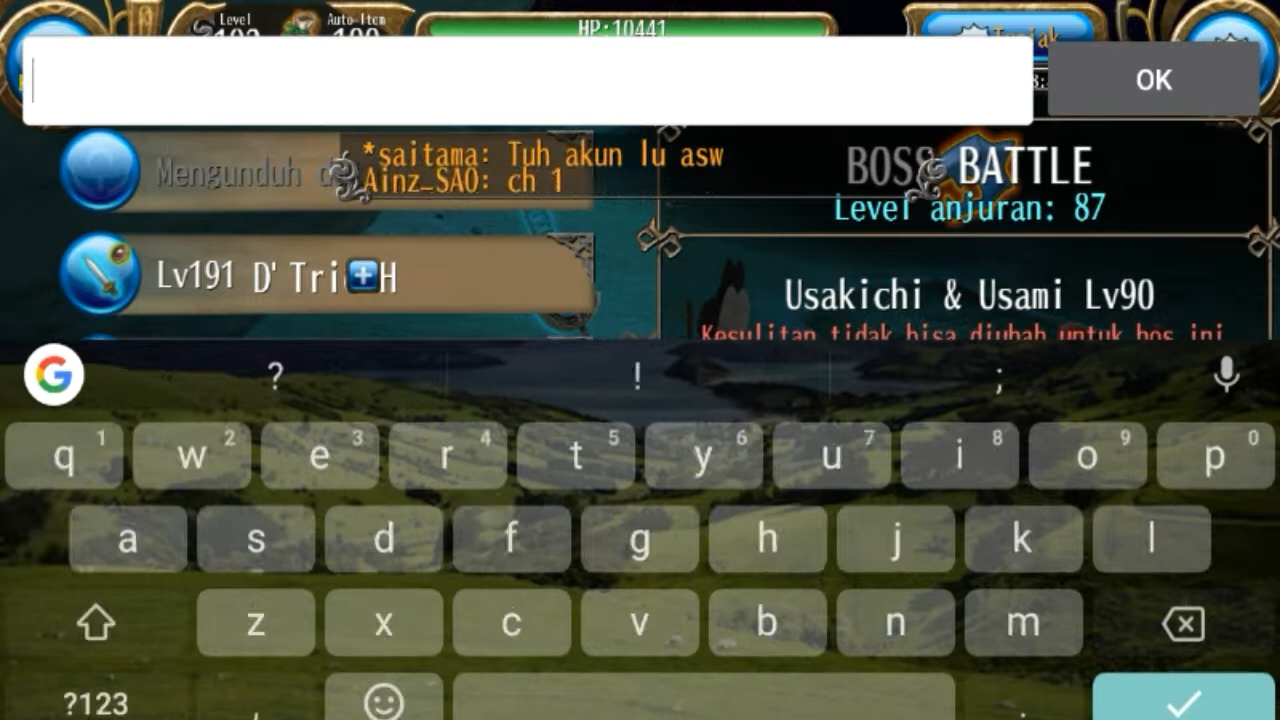 Level
Auto Item
HP:10441
OK
Mengunduh
*saitama: Tuh akun lu asw
Ainz_SAO: ch 1
BOSS BATTLE
Level anjuran: 87
Lv191 D' Tri H
Usakichi & Usami Lv90
Kesulitan tidak bisa diubah untuk bos ini
G ? ! ;
q 1 w 2 e 3 r 4 t 5 y 6 u 7 i 8 o 9 p 0
a s d f g h j k l
z x c v b n m
?123 , .